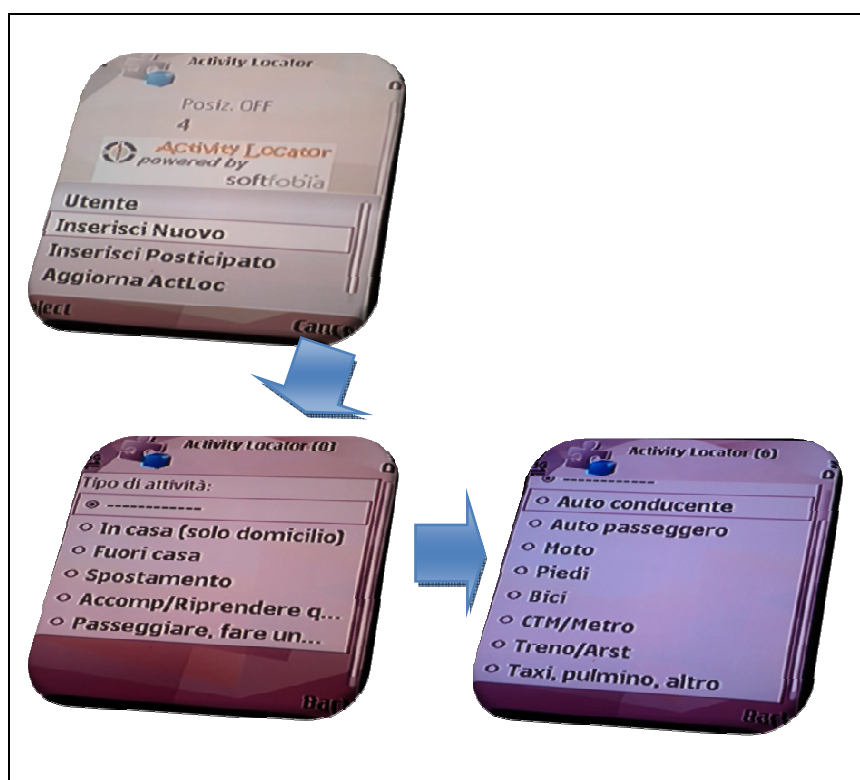 Activity Locator
Posiz. OFF
4
Activity Locator
powered by
softfobia
Utente
Inserisci Nuovo
Inserisci Posticipato
Aggiorna ActLoc
Activity Locator (8)
Tipo di attività:
------------
In casa (solo domicilio)
Fuori casa
Spostamento
Accomp/Riprendere q...
Passeggiare, fare un...
Activity Locator (6)
------------
Auto conducente
Auto passeggero
Moto
Piedi
Bici
CTM/Metro
Treno/Arst
Taxi, pulmino, altro